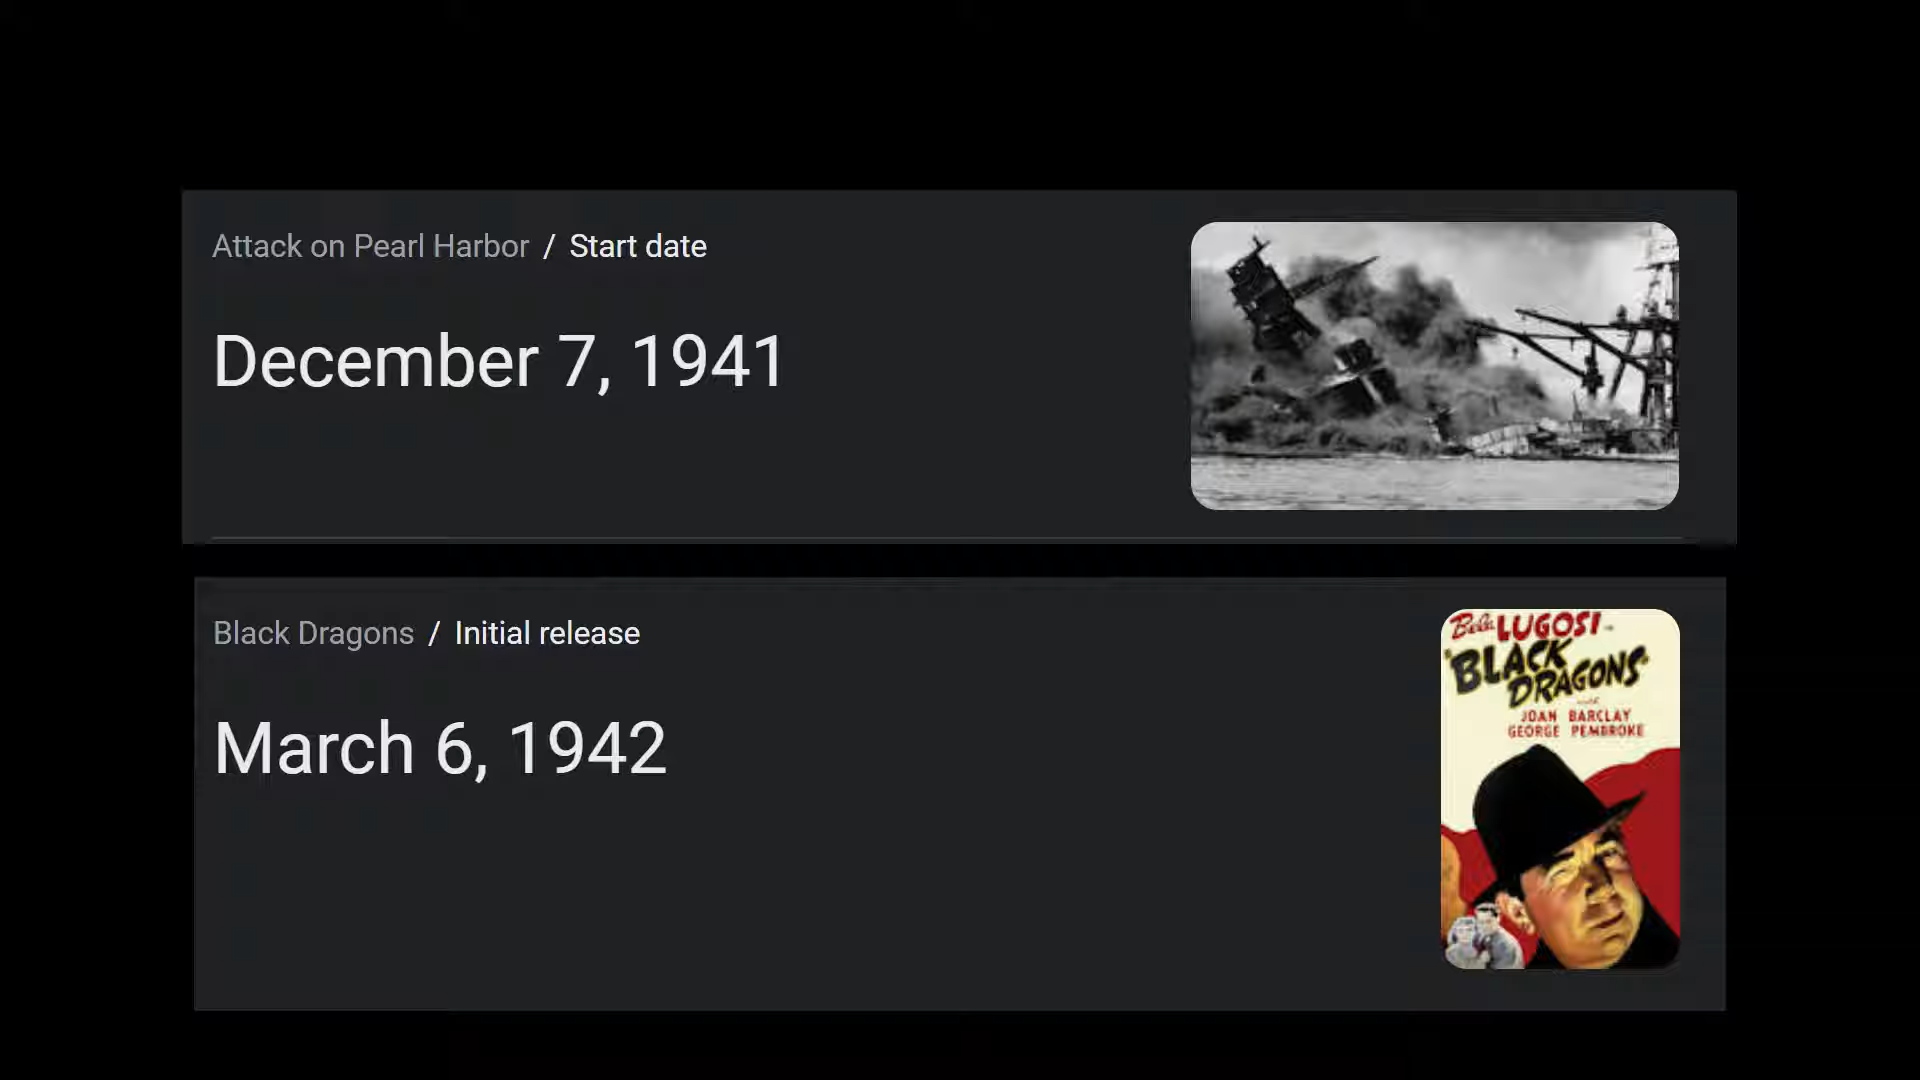 Attack on Pearl Harbor / Start date
December 7, 1941
Black Dragons / Initial release
March 6, 1942
Bela LUGOSI
"BLACK
DRAGONS"
with
JOAN BARCLAY
GEORGE PEMBROKE